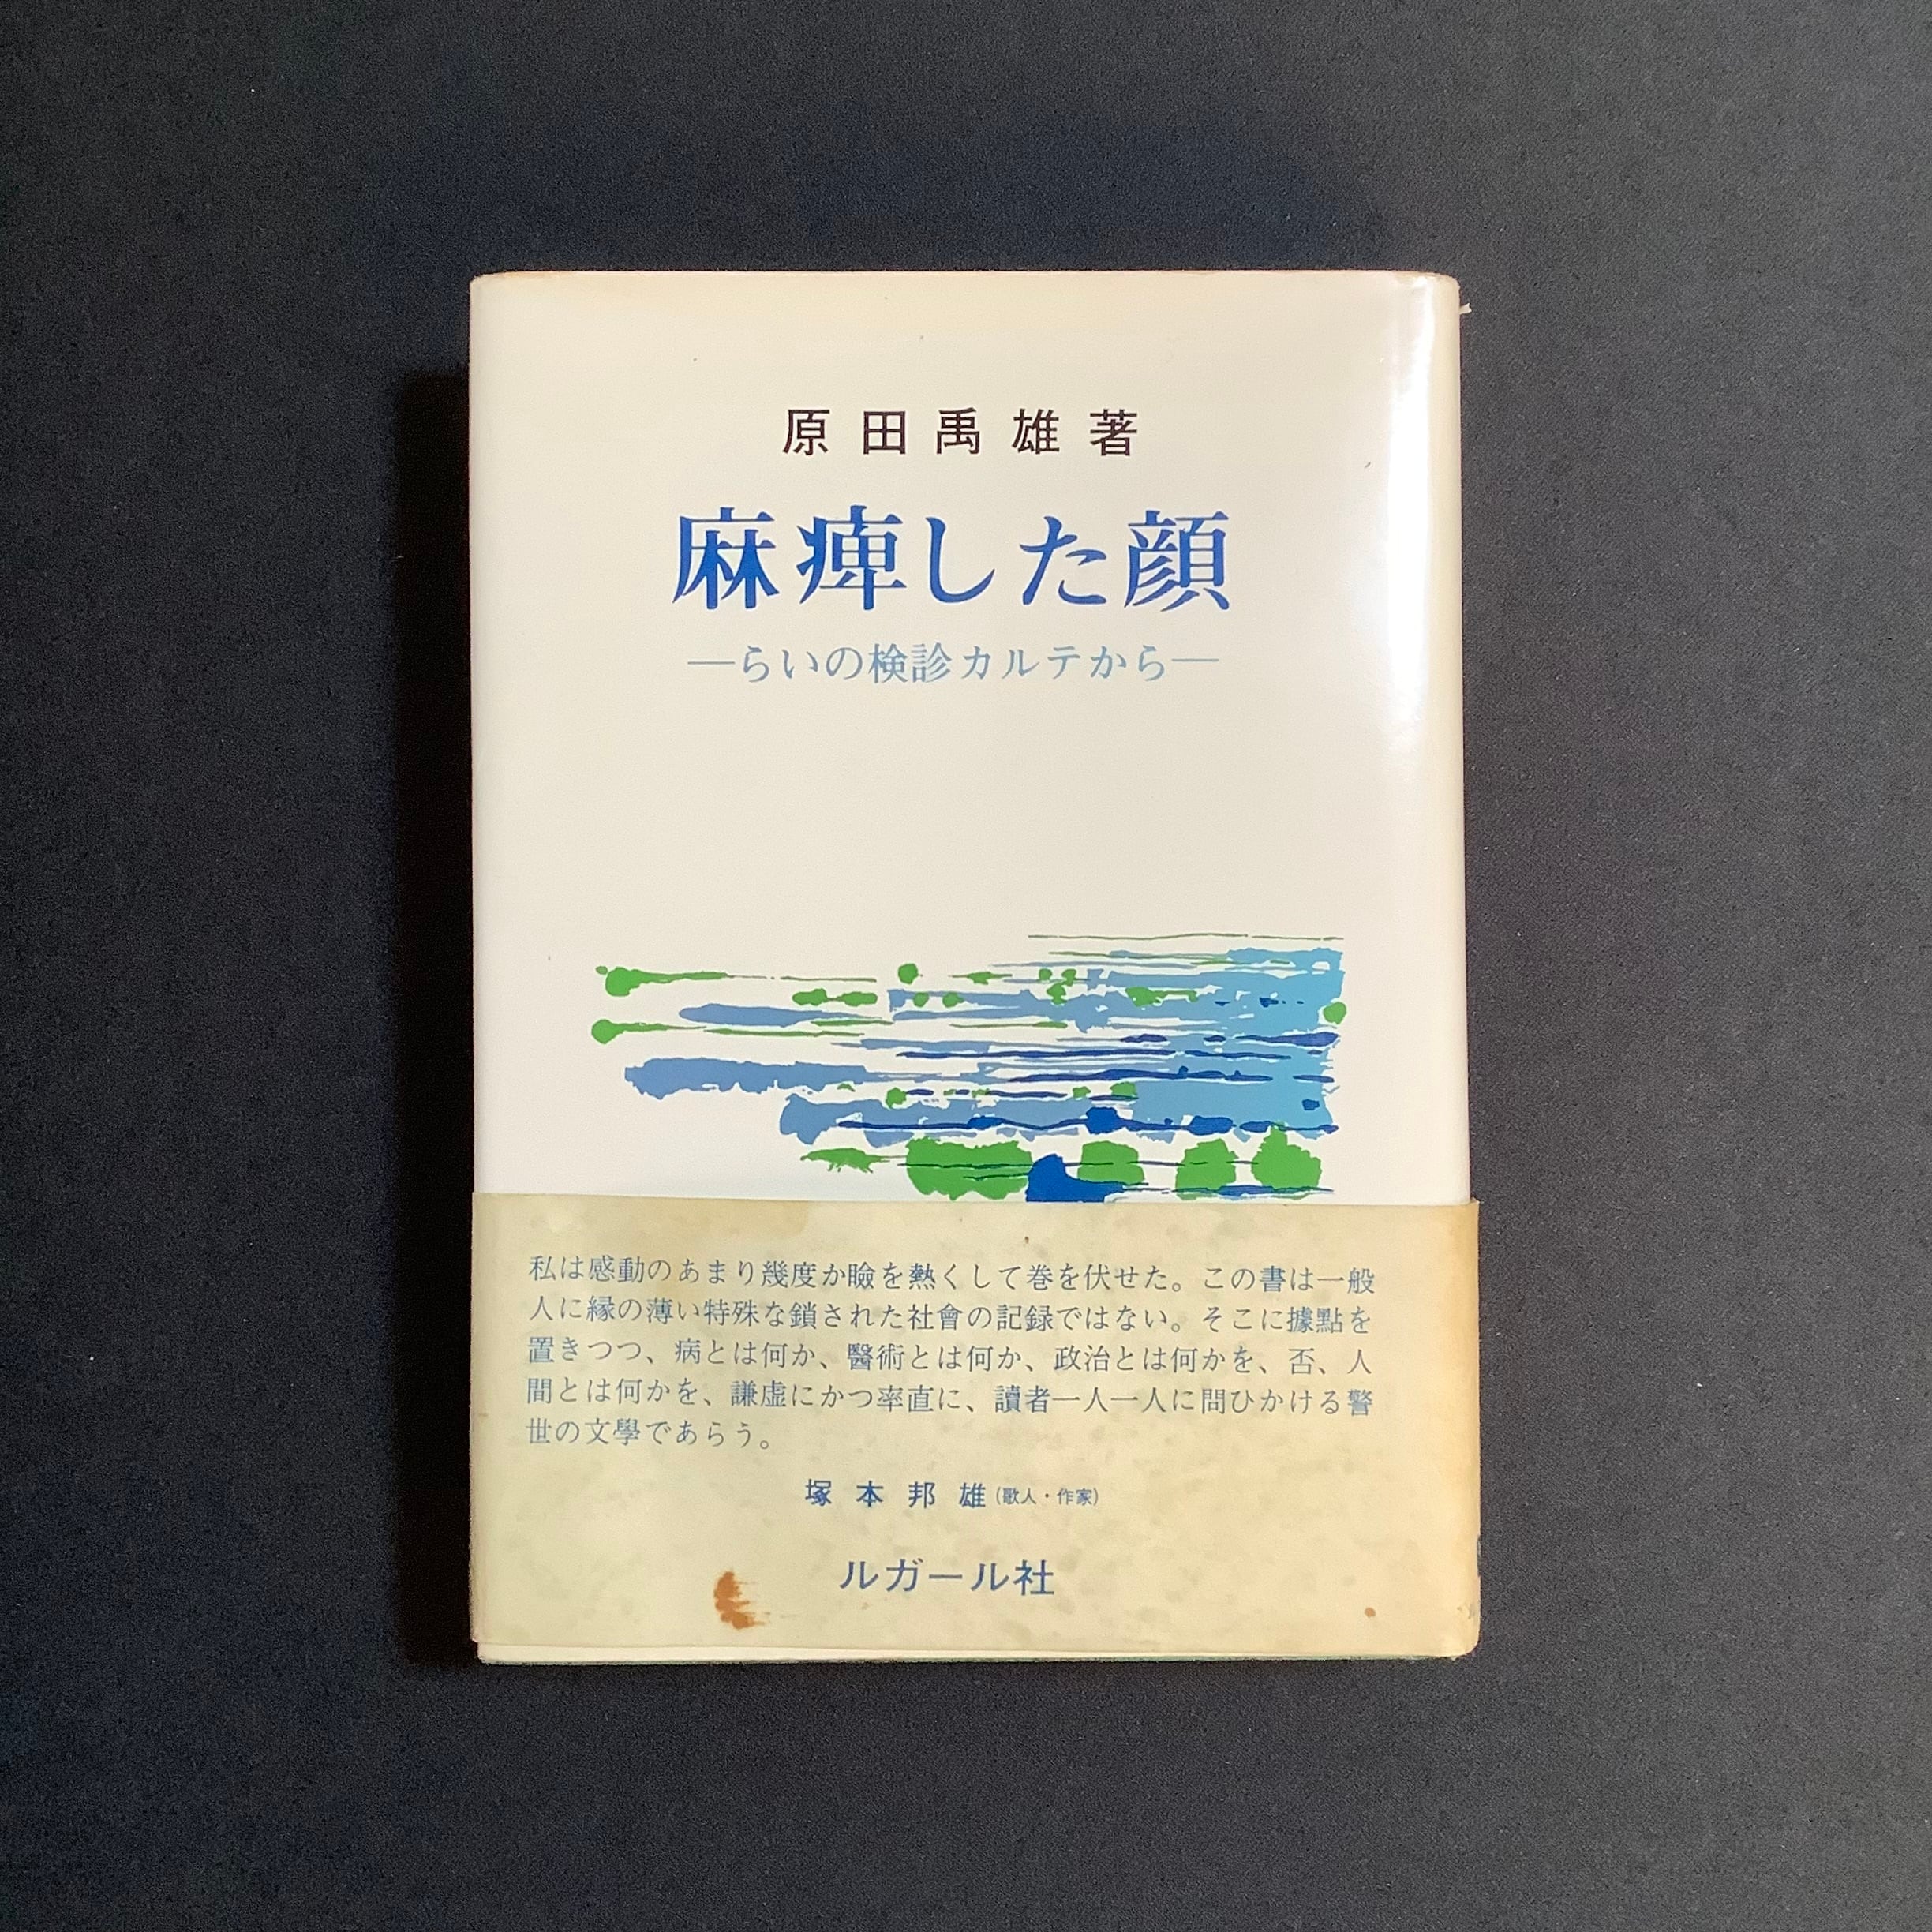 原田禹雄著
麻痺した顔
―らいの検診カルテから―
私は感動のあまり幾度か瞼を熱くして巻を伏せた。この書は一般
人に縁の薄い特殊な鎖された社會の記録ではない。そこに據點を
置きつつ、病とは何か、醫術とは何か、政治とは何かを、否、人
間とは何かを、謙虚にかつ率直に、讀者一人一人に問ひかける警
世の文學であらう。
塚本邦雄(歌人・作家)
ルガール社